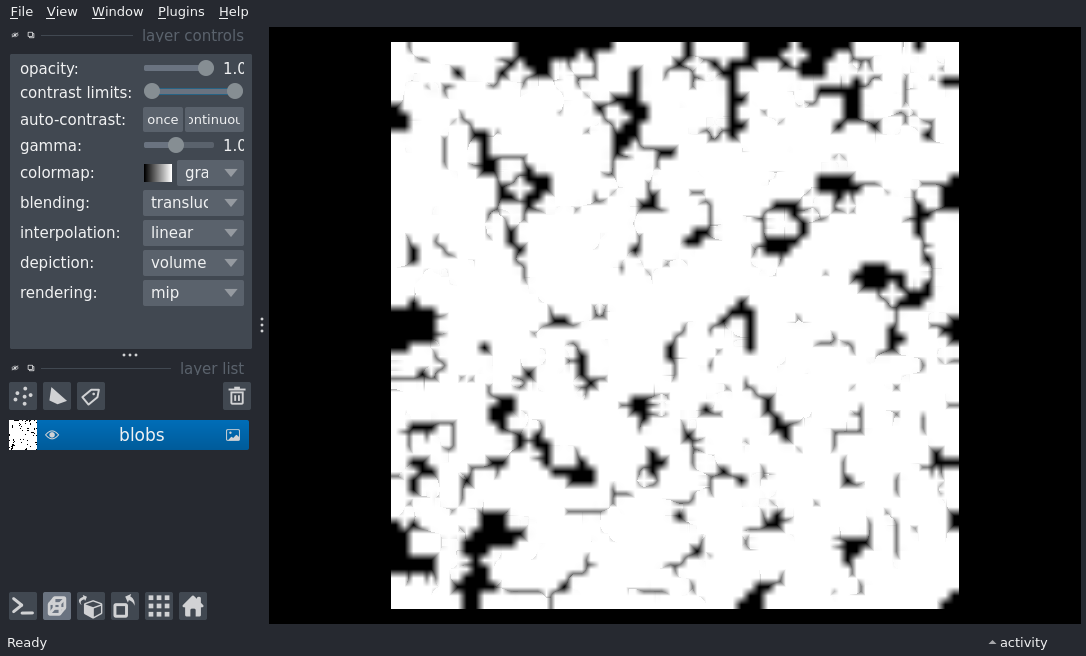 File View Window Plugins Help
layer controls
opacity: 1.0
contrast limits:
auto-contrast: once ontinuou
gamma: 1.0
colormap: gra
blending: transluc
interpolation: linear
depiction: volume
rendering: mip
layer list
blobs
Ready activity